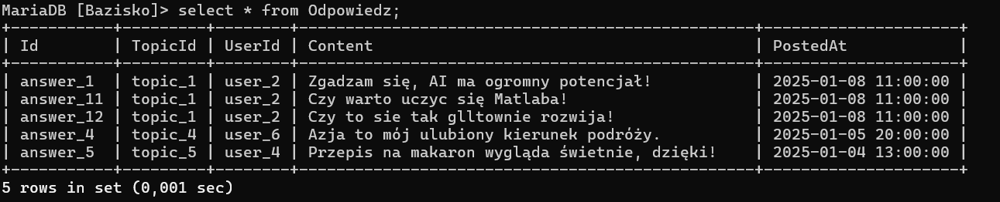 MariaDB [Bazisko]> select * from Odpowiedz;
+-----------+---------+--------+-------------------------------------------------+---------------------+
| Id        | TopicId | UserId | Content                                         | PostedAt            |
+-----------+---------+--------+-------------------------------------------------+---------------------+
| answer_1  | topic_1 | user_2 | Zgadzam się, AI ma ogromny potencjał!           | 2025-01-08 11:00:00 |
| answer_11 | topic_1 | user_2 | Czy warto uczyc się Matlaba!                    | 2025-01-08 11:00:00 |
| answer_12 | topic_1 | user_2 | Czy to sie tak glltownie rozwija!               | 2025-01-08 11:00:00 |
| answer_4  | topic_4 | user_6 | Azja to mój ulubiony kierunek podróży.          | 2025-01-05 20:00:00 |
| answer_5  | topic_5 | user_4 | Przepis na makaron wygląda świetnie, dzięki!    | 2025-01-04 13:00:00 |
+-----------+---------+--------+-------------------------------------------------+---------------------+
5 rows in set (0,001 sec)